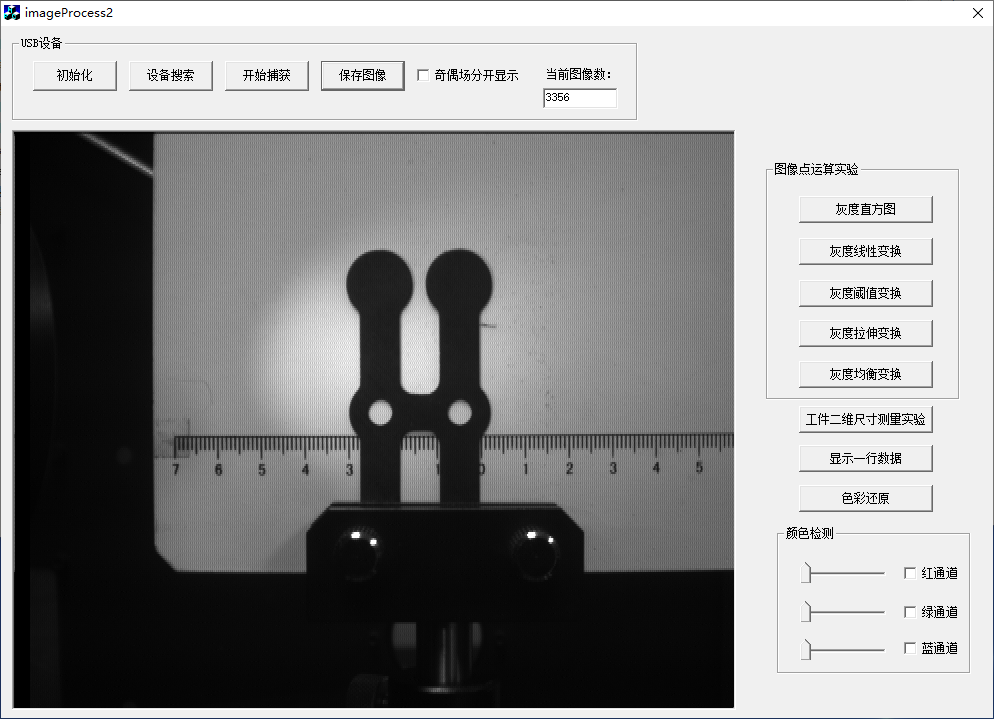 imageProcess2
USB设备
初始化
设备搜索
开始捕获
保存图像
奇偶场分开显示
当前图像数:
3356
图像点运算实验
灰度直方图
灰度线性变换
灰度阈值变换
灰度拉伸变换
灰度均衡变换
工件二维尺寸测量实验
显示一行数据
色彩还原
颜色检测
红通道
绿通道
蓝通道
7 6 5 4 3 1 0 1 2 3 4 5